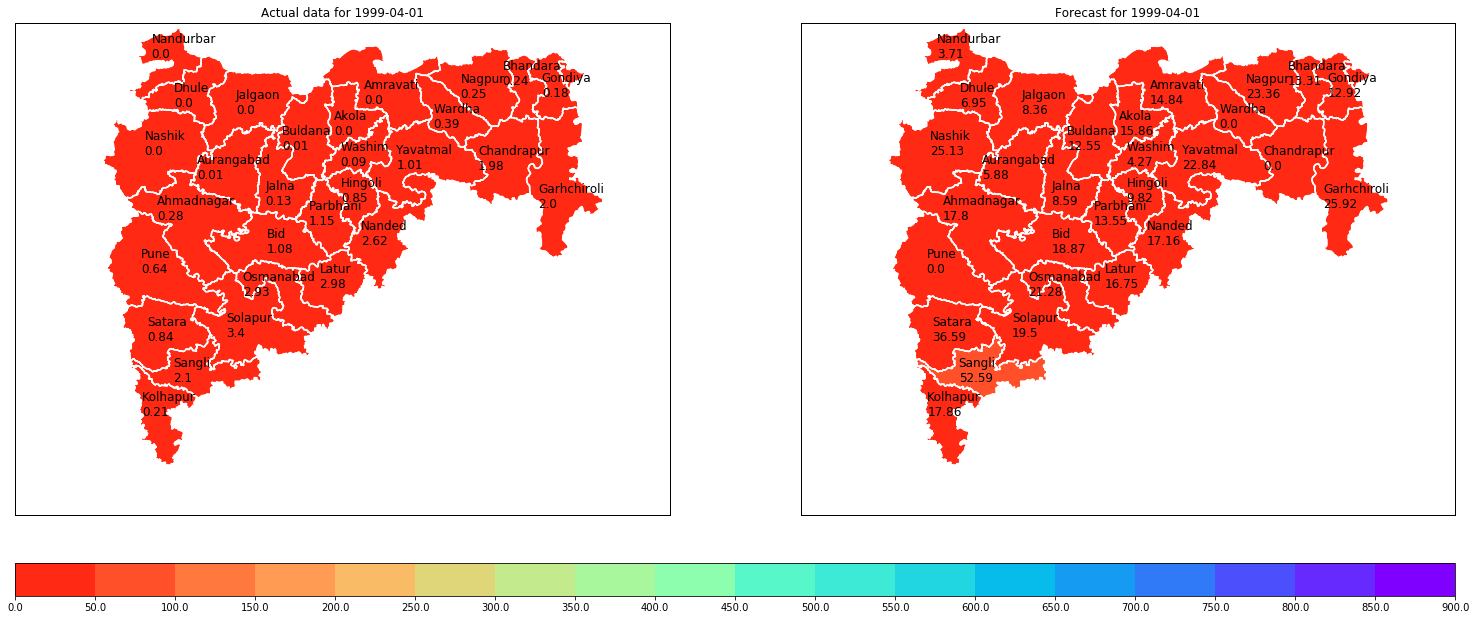 Actual data for 1999-04-01
Nandurbar
0.0
Dhule
0.0
Jalgaon
0.0
Amravati
0.0
Nagpur
0.25
Bhandara
0.24
Gondiya
0.18
Wardha
0.39
Akola
0.0
Buldana
0.01
Nashik
0.0
Washim
0.09
Yavatmal
1.01
Chandrapur
1.98
Aurangabad
0.01
Jalna
0.13
Hingoli
0.85
Garhchiroli
2.0
Ahmadnagar
0.28
Parbhani
1.15
Nanded
2.62
Bid
1.08
Pune
0.64
Osmanabad
2.93
Latur
2.98
Satara
0.84
Solapur
3.4
Sangli
2.1
Kolhapur
0.21
Forecast for 1999-04-01
Nandurbar
3.71
Dhule
6.95
Jalgaon
8.36
Amravati
14.84
Nagpur
23.36
Bhandara
13.31
Gondiya
12.92
Wardha
0.0
Akola
15.86
Buldana
12.55
Nashik
25.13
Washim
4.27
Yavatmal
22.84
Chandrapur
0.0
Aurangabad
5.88
Jalna
8.59
Hingoli
9.82
Garhchiroli
25.92
Ahmadnagar
17.8
Parbhani
13.55
Nanded
17.16
Bid
18.87
Pune
0.0
Osmanabad
21.28
Latur
16.75
Satara
36.59
Solapur
19.5
Sangli
52.59
Kolhapur
17.86
0.0 50.0 100.0 150.0 200.0 250.0 300.0 350.0 400.0 450.0 500.0 550.0 600.0 650.0 700.0 750.0 800.0 850.0 900.0